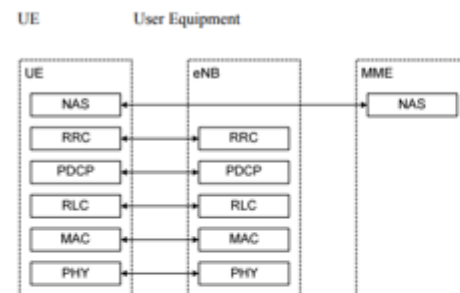 UE User Equipment
UE eNB MME
NAS NAS
RRC RRC
PDCP PDCP
RLC RLC
MAC MAC
PHY PHY